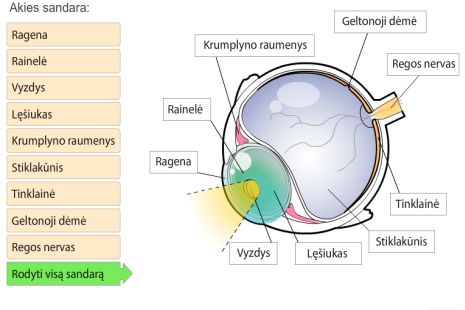 Akies sandara:
Ragena
Rainelė
Vyzdys
Lęšiukas
Krumplyno raumenys
Stiklakūnis
Tinklainė
Geltonoji dėmė
Regos nervas
Rodyti visą sandarą
Geltonoji dėmė
Krumplyno raumenys
Regos nervas
Rainelė
Ragena
Tinklainė
Stiklakūnis
Vyzdys
Lęšiukas